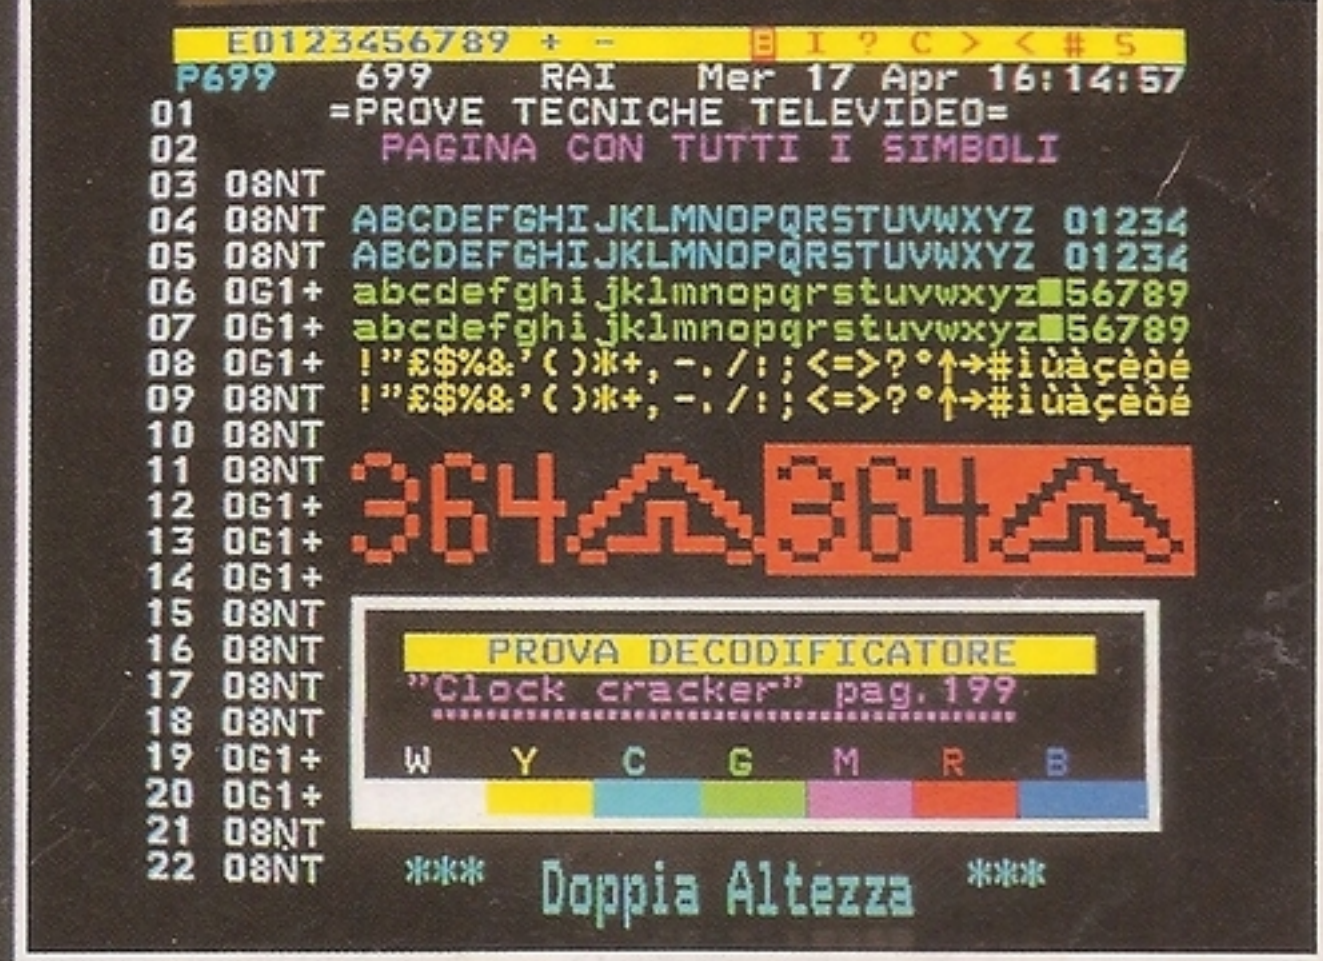 E0123456789 + - B I ? C > < # S
P699 699 RAI Mer 17 Apr 16:14:57
01 =PROVE TECNICHE TELEVIDEO=
02 PAGINA CON TUTTI I SIMBOLI
03 08NT
04 08NT ABCDEFGHIJKLMNOPQRSTUVWXYZ 01234
05 08NT ABCDEFGHIJKLMNOPQRSTUVWXYZ 01234
06 0G1+ abcdefghijklmnopqrstuvwxyz■56789
07 0G1+ abcdefghijklmnopqrstuvwxyz■56789
08 0G1+ !"£$%&'()*+,-./:;<=>?°↑→#ìùàçèòé
09 08NT !"£$%&'()*+,-./:;<=>?°↑→#ìùàçèòé
10 08NT
11 08NT 364 364
12 0G1+
13 0G1+
14 0G1+
15 08NT
16 08NT PROVA DECODIFICATORE
17 08NT "Clock cracker" pag.199
18 08NT
19 0G1+ W Y C G M R B
20 0G1+
21 08NT
22 08NT *** Doppia Altezza ***